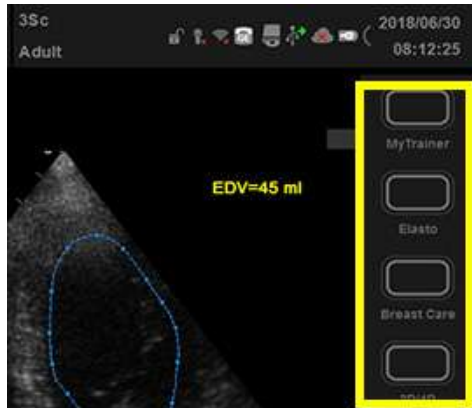 3Sc
Adult
2018/06/30
08:12:25
EDV=45 ml
MyTrainer
Elasto
Breast Care